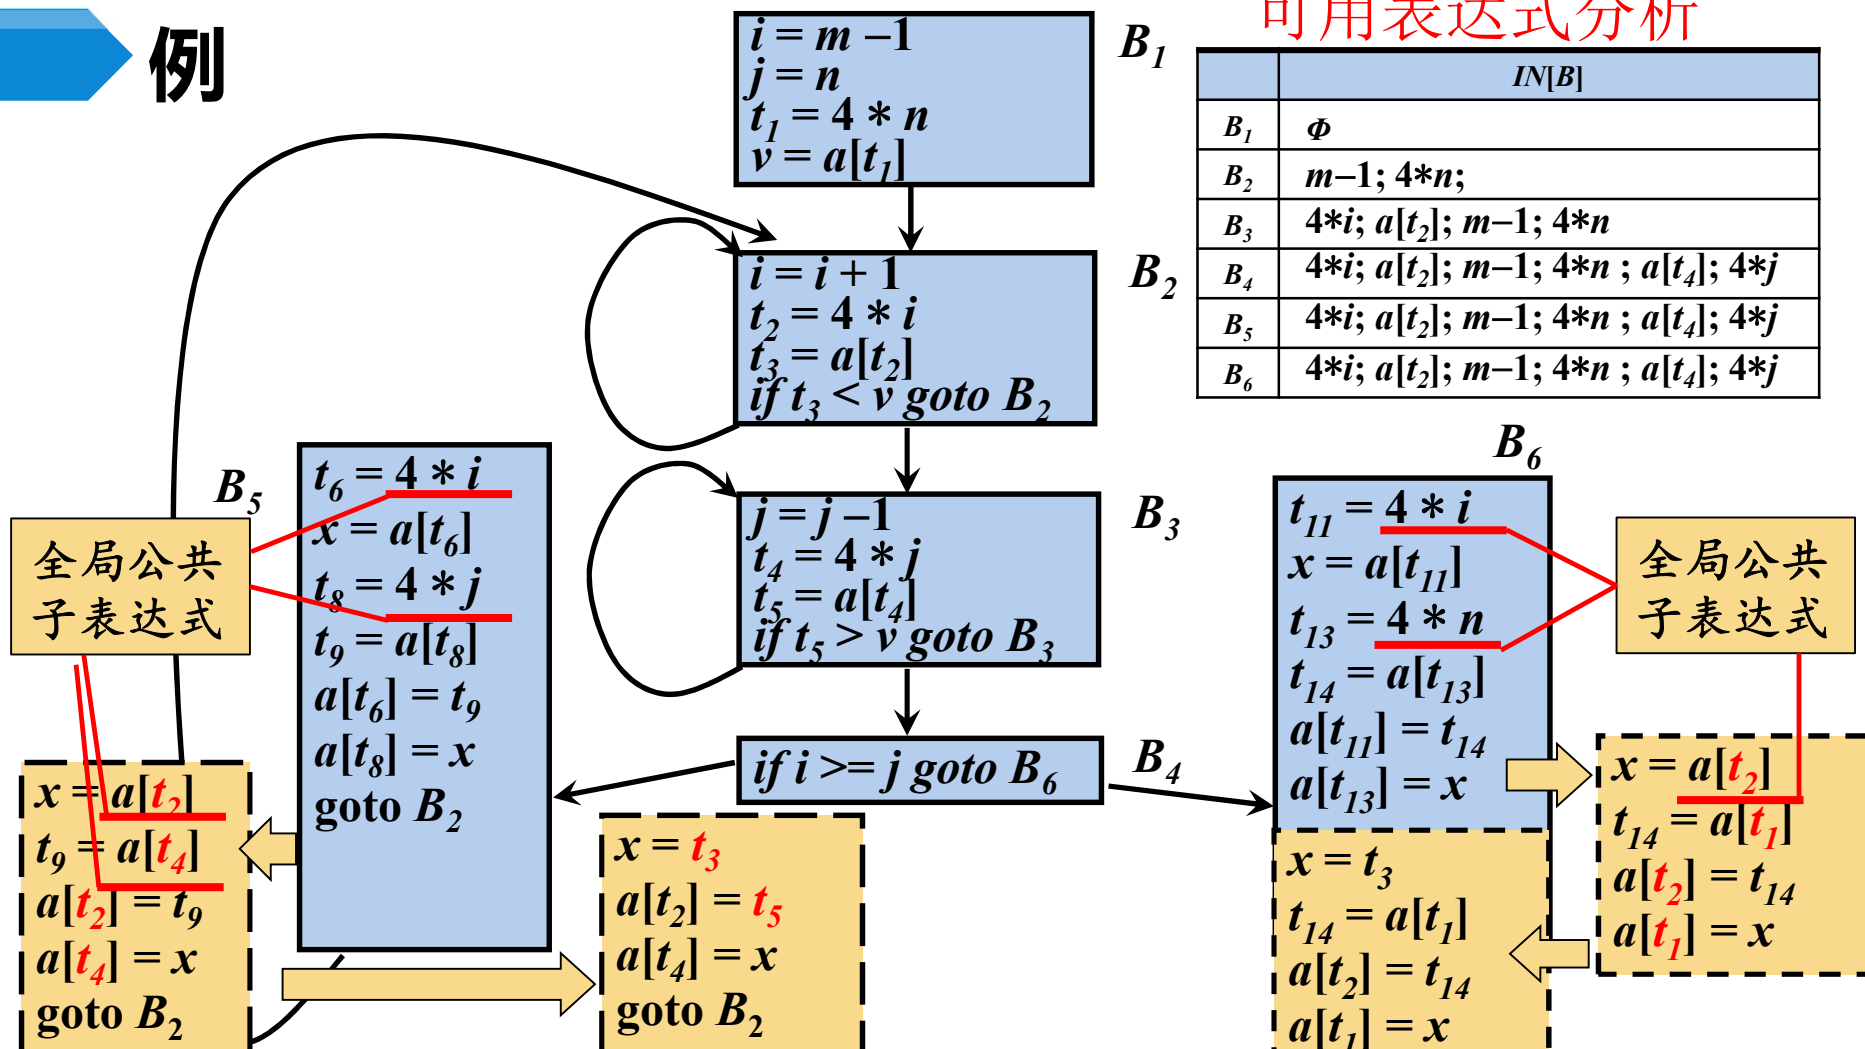 例
i = m –1
j = n
t1 = 4 * n
v = a[t1]
B1
可用表达式分析
IN[B]
B1 Φ
B2 m–1; 4*n;
B3 4*i; a[t2]; m–1; 4*n
B4 4*i; a[t2]; m–1; 4*n ; a[t4]; 4*j
B5 4*i; a[t2]; m–1; 4*n ; a[t4]; 4*j
B6 4*i; a[t2]; m–1; 4*n ; a[t4]; 4*j
i = i + 1
t2 = 4 * i
t3 = a[t2]
if t3 < v goto B2
B2
j = j –1
t4 = 4 * j
t5 = a[t4]
if t5 > v goto B3
B3
if i >= j goto B6
B4
B5
t6 = 4 * i
x = a[t6]
t8 = 4 * j
t9 = a[t8]
a[t6] = t9
a[t8] = x
goto B2
全局公共
子表达式
x = a[t2]
t9 = a[t4]
a[t2] = t9
a[t4] = x
goto B2
x = t3
a[t2] = t5
a[t4] = x
goto B2
B6
t11 = 4 * i
x = a[t11]
t13 = 4 * n
t14 = a[t13]
a[t11] = t14
a[t13] = x
全局公共
子表达式
x = a[t2]
t14 = a[t1]
a[t2] = t14
a[t1] = x
x = t3
t14 = a[t1]
a[t2] = t14
a[t1] = x